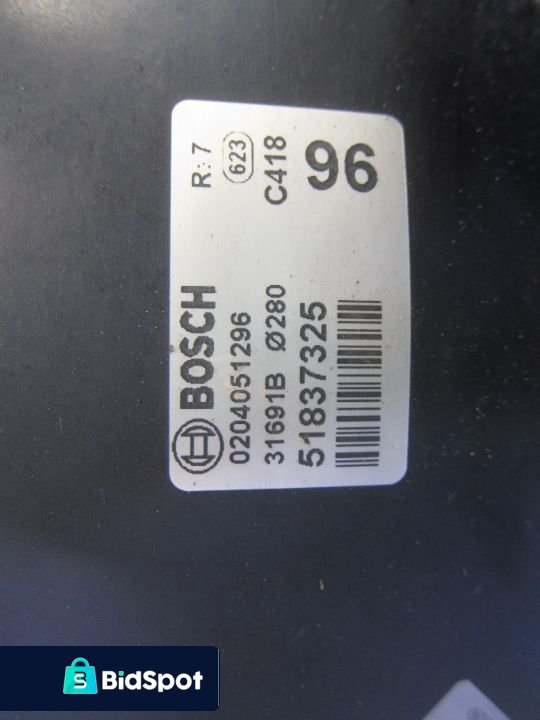 BOSCH
R:7
0204051296
623
31691B Ø280
C418
51837325
96
BidSpot